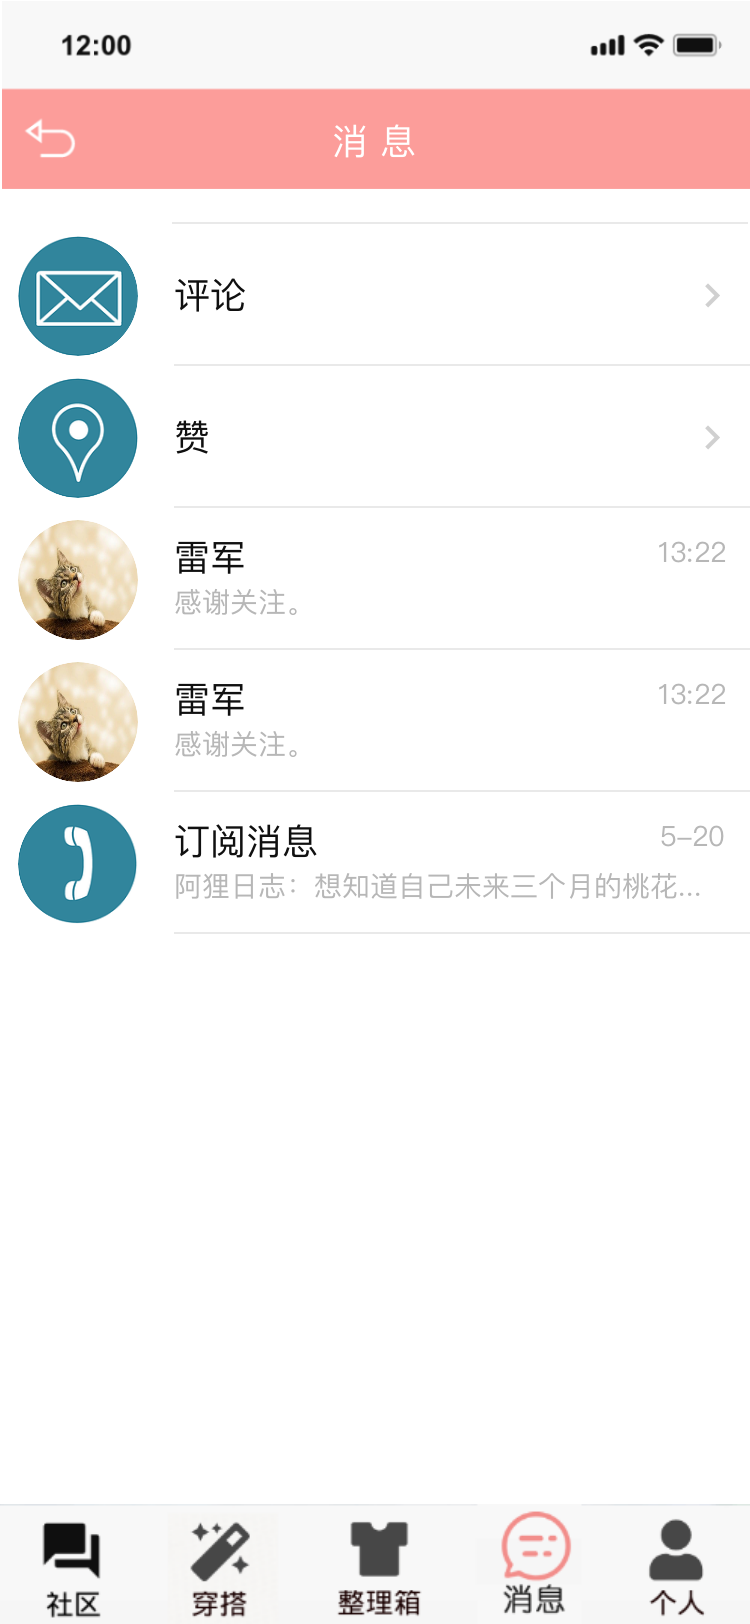 12:00
消 息
评论
赞
雷军
13:22
感谢关注。
雷军
13:22
感谢关注。
订阅消息
5-20
阿狸日志：想知道自己未来三个月的桃花...
社区
穿搭
整理箱
消息
个人